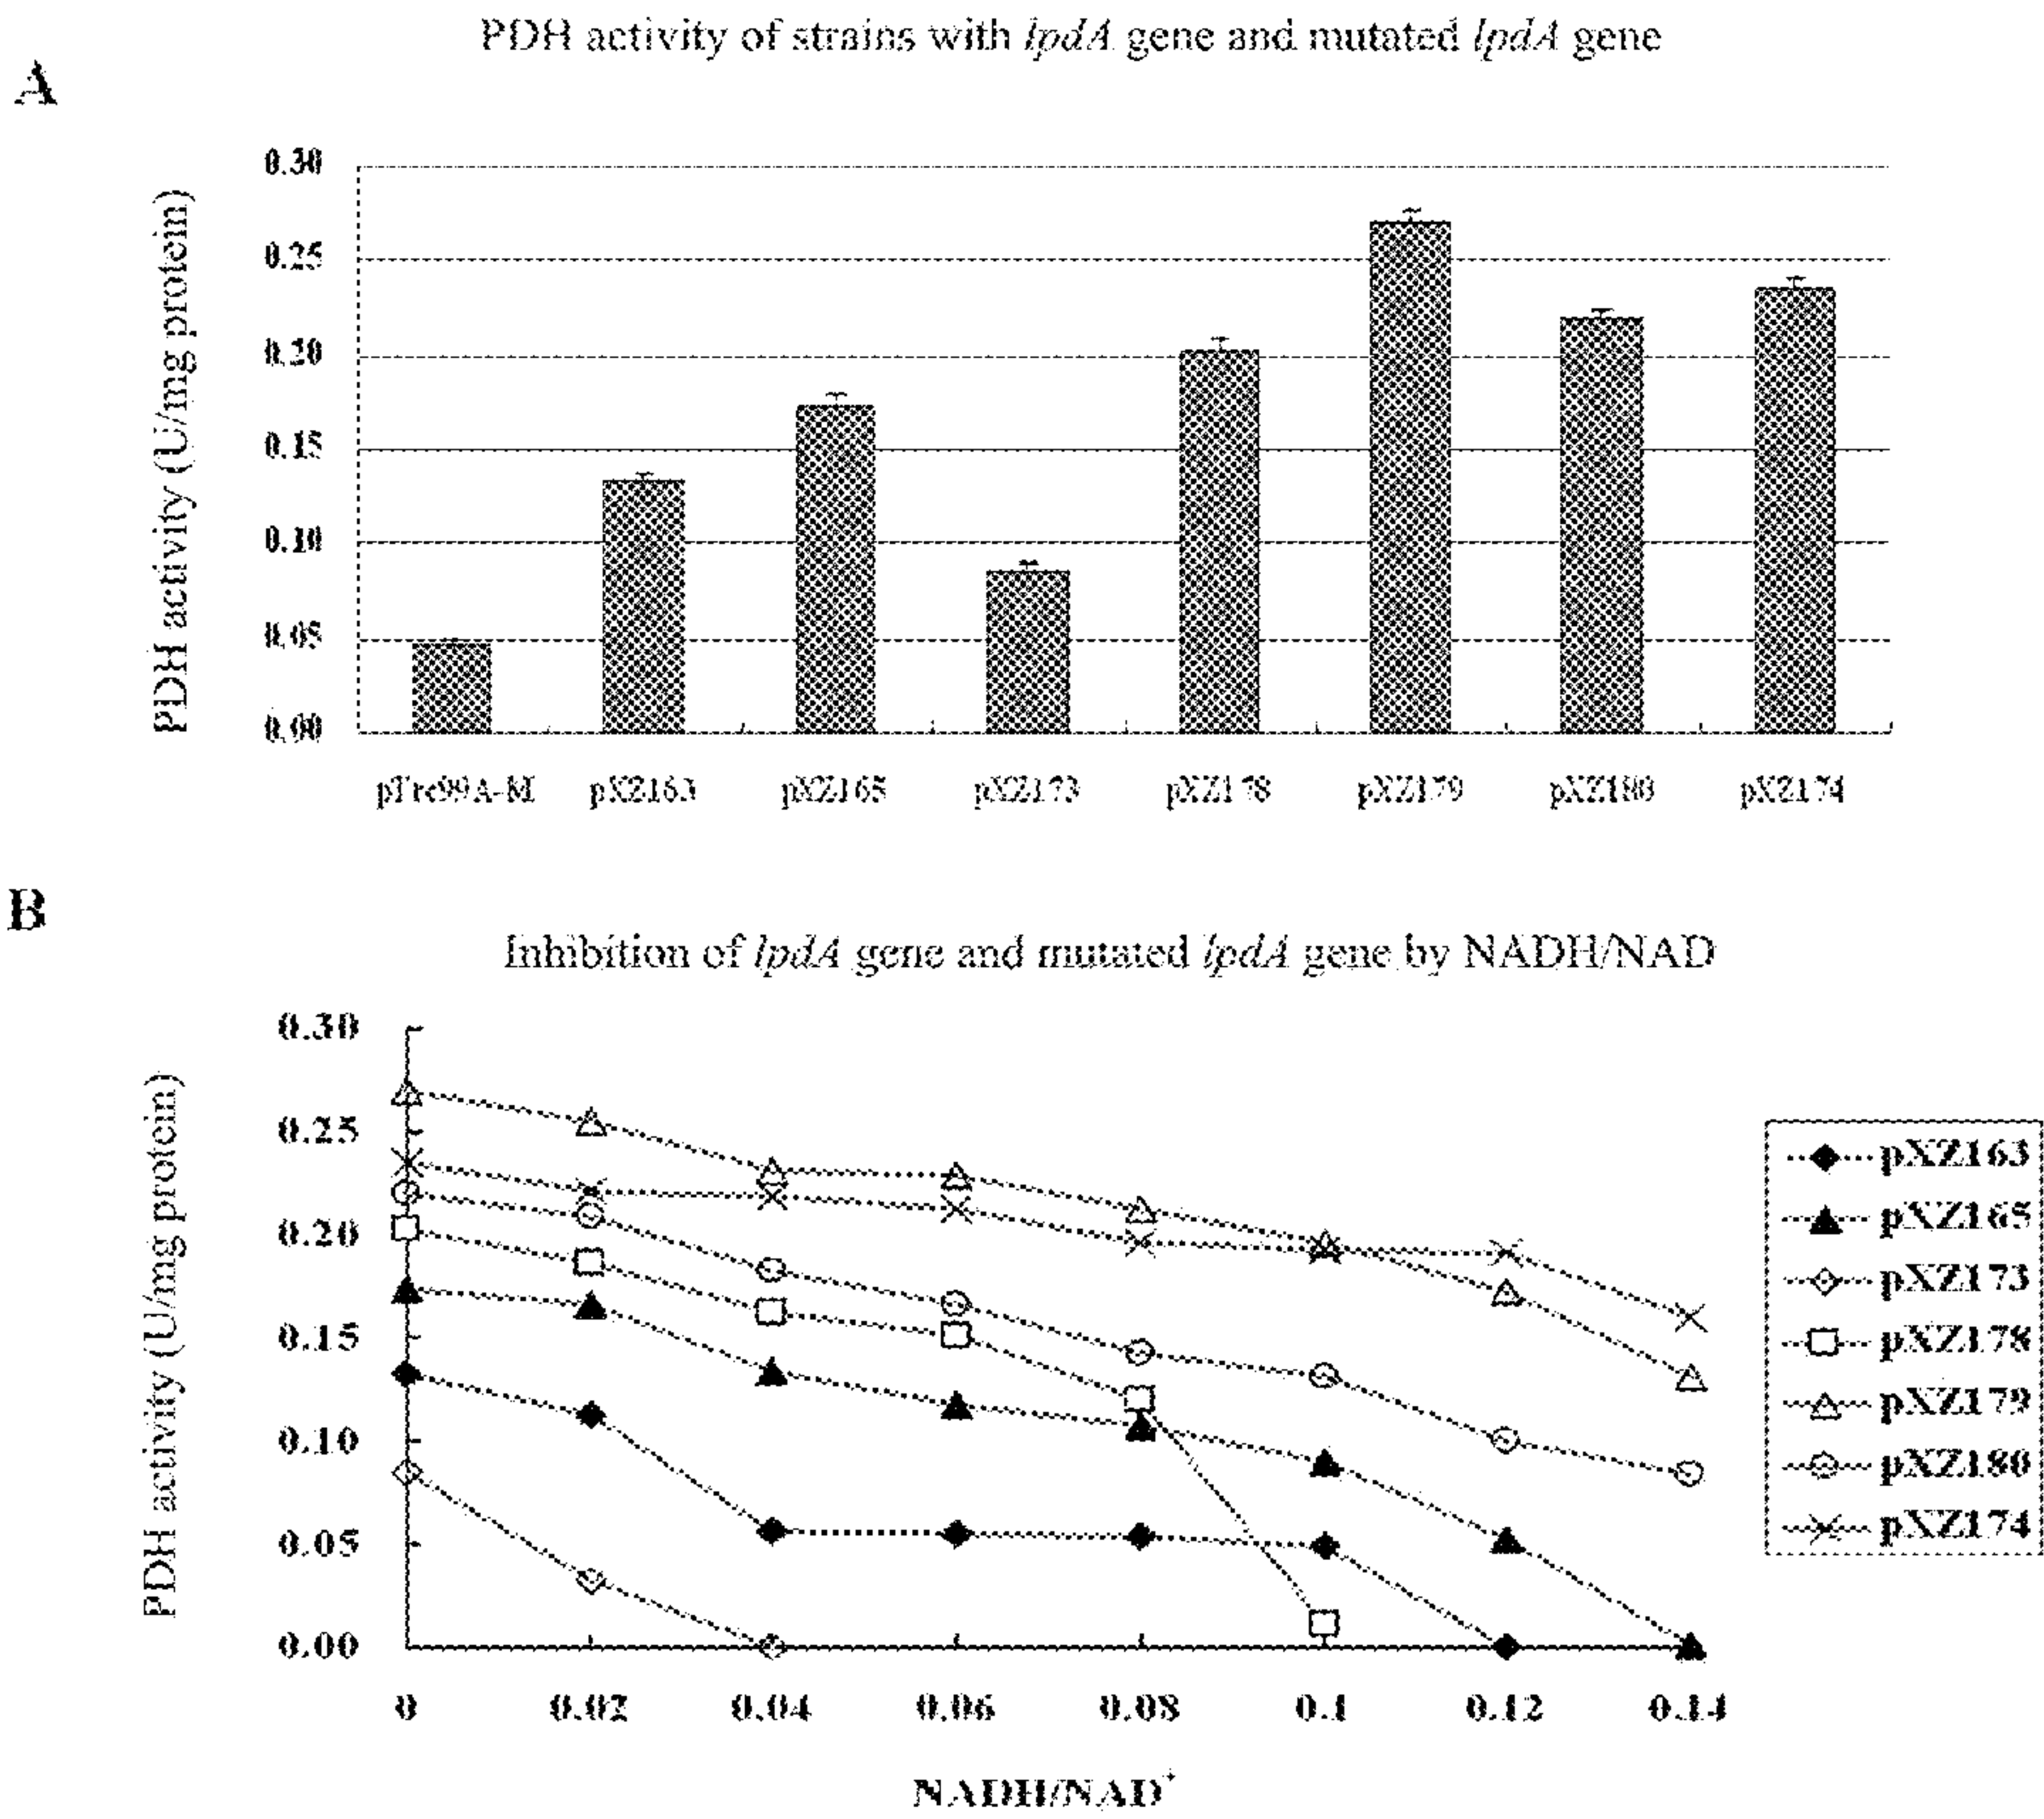 PDH activity of strains with lpdA gene and mutated lpdA gene
A
PDH activity (U/mg protein)
0.30
0.25
0.20
0.15
0.10
0.05
0.00
pTrc99A-M pXZ163 pXZ165 pXZ173 pXZ178 pXZ179 pXZ180 pXZ174
B
Inhibition of lpdA gene and mutated lpdA gene by NADH/NAD
PDH activity (U/mg protein)
0.30
0.25
0.20
0.15
0.10
0.05
0.00
0 0.02 0.04 0.06 0.08 0.1 0.12 0.14
NADH/NAD⁺
pXZ163
pXZ165
pXZ173
pXZ178
pXZ179
pXZ180
pXZ174